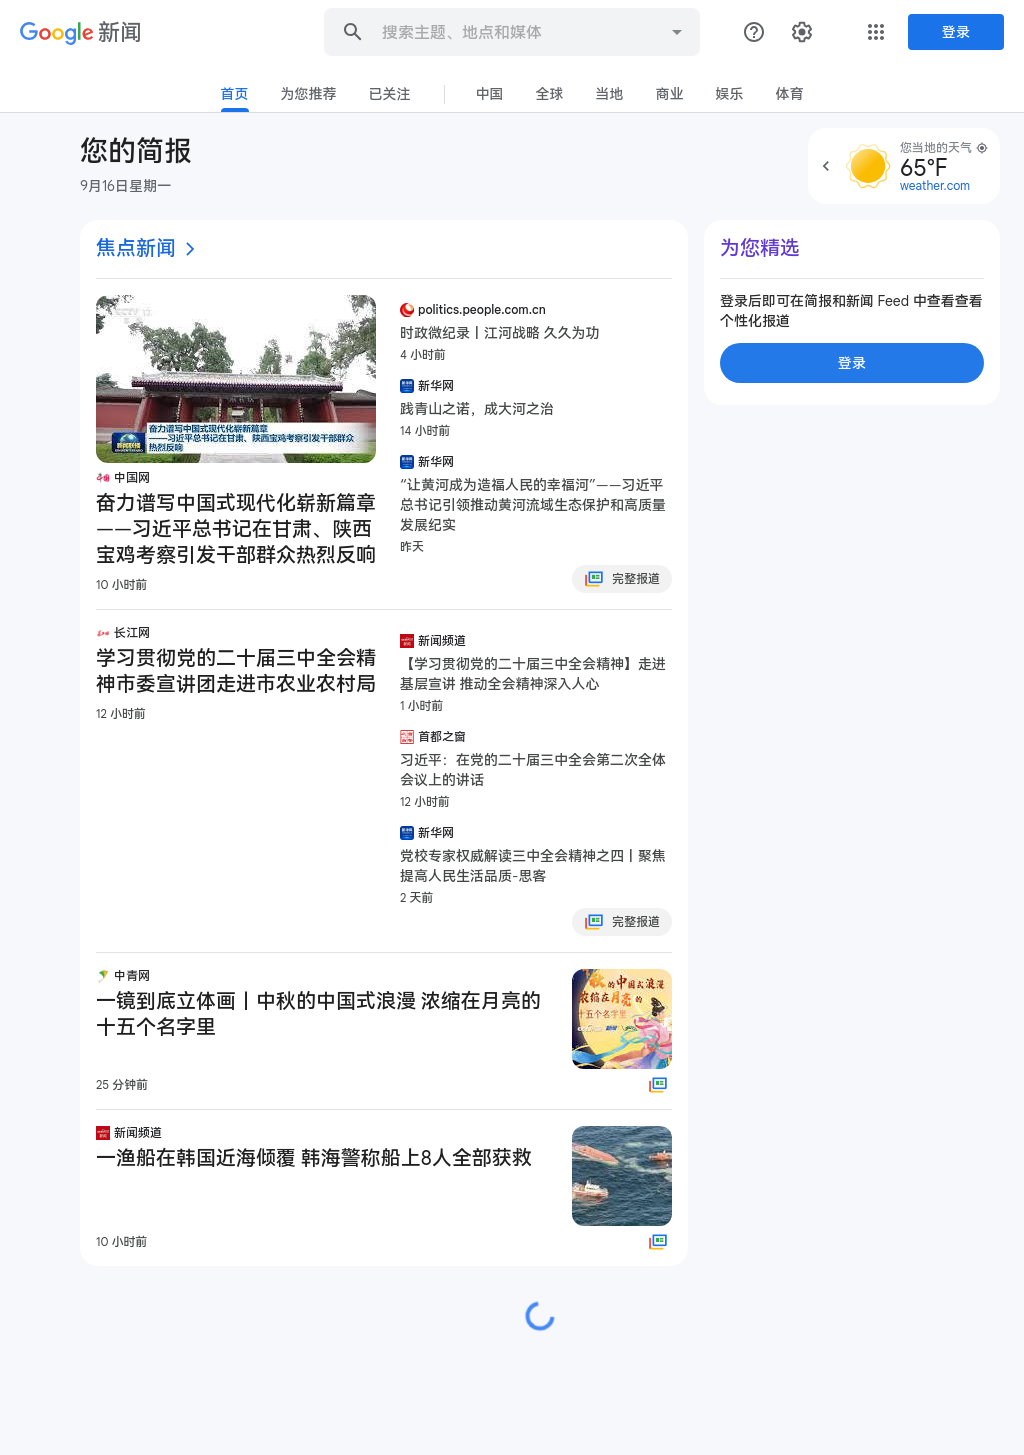 Google 新闻
搜索主题、地点和媒体
登录
首页
为您推荐
已关注
中国
全球
当地
商业
娱乐
体育
您的简报
9月16日星期一
您当地的天气
65°F
weather.com
焦点新闻
奋力谱写中国式现代化崭新篇章
——习近平总书记在甘肃、陕西宝鸡考察引发干部群众
热烈反响
新闻联播
中国网
奋力谱写中国式现代化崭新篇章
——习近平总书记在甘肃、陕西
宝鸡考察引发干部群众热烈反响
10 小时前
politics.people.com.cn
时政微纪录丨江河战略 久久为功
4 小时前
新华网
践青山之诺，成大河之治
14 小时前
新华网
“让黄河成为造福人民的幸福河”——习近平
总书记引领推动黄河流域生态保护和高质量
发展纪实
昨天
完整报道
长江网
学习贯彻党的二十届三中全会精
神市委宣讲团走进市农业农村局
12 小时前
新闻频道
【学习贯彻党的二十届三中全会精神】走进
基层宣讲 推动全会精神深入人心
1 小时前
首都之窗
习近平：在党的二十届三中全会第二次全体
会议上的讲话
12 小时前
新华网
党校专家权威解读三中全会精神之四丨聚焦
提高人民生活品质-思客
2 天前
完整报道
中青网
一镜到底立体画丨中秋的中国式浪漫 浓缩在月亮的
十五个名字里
25 分钟前
秋的中国式浪漫
浓缩在月亮的
十五个名字里
新闻频道
一渔船在韩国近海倾覆 韩海警称船上8人全部获救
10 小时前
为您精选
登录后即可在简报和新闻 Feed 中查看查看
个性化报道
登录